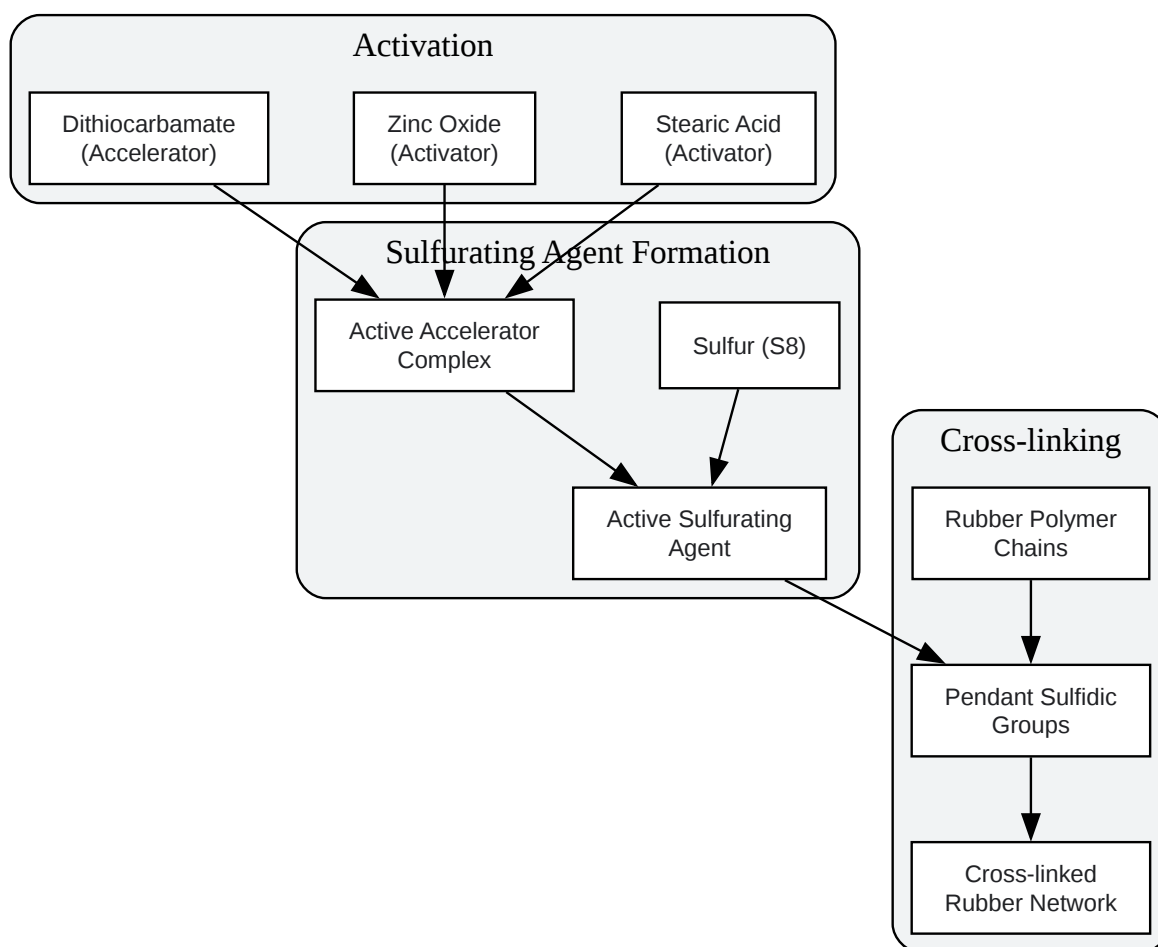 Activation
Dithiocarbamate
(Accelerator)
Zinc Oxide
(Activator)
Stearic Acid
(Activator)
Sulfurating Agent Formation
Active Accelerator
Complex
Sulfur (S8)
Active Sulfurating
Agent
Cross-linking
Rubber Polymer
Chains
Pendant Sulfidic
Groups
Cross-linked
Rubber Network